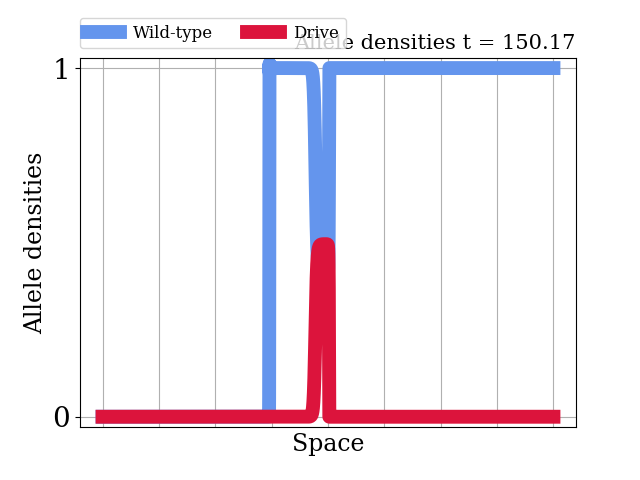 Wild-type Drive
Allele densities t = 150.17
1
Allele densities
0
Space